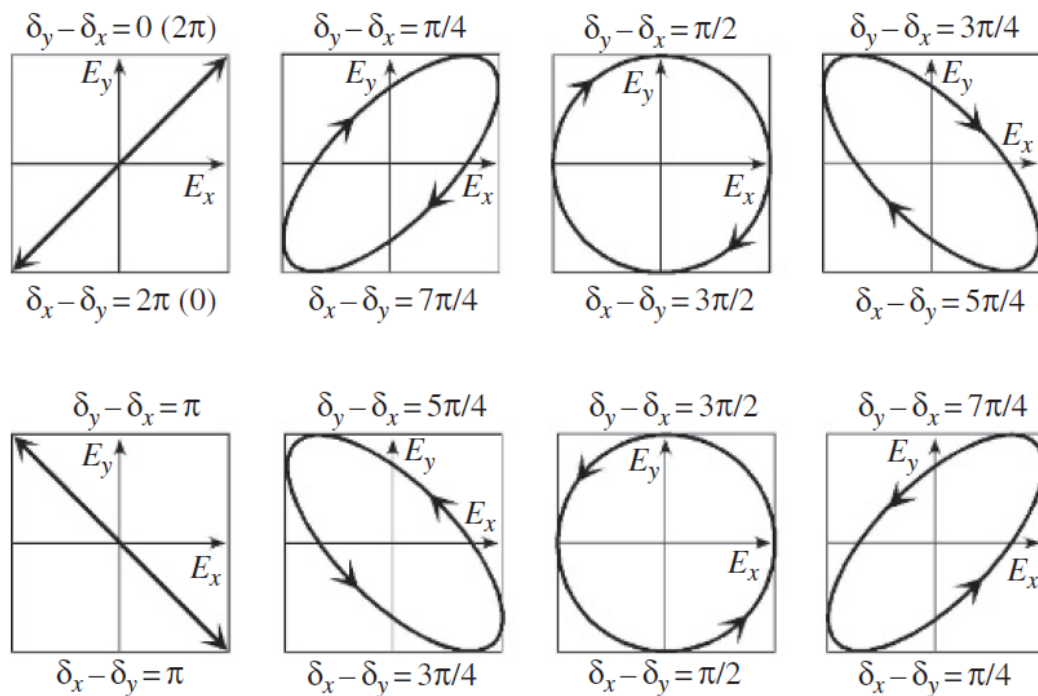 δy – δx = 0 (2π)
Ey
Ex
δx – δy = 2π (0)
δy – δx = π/4
Ey
Ex
δx – δy = 7π/4
δy – δx = π/2
Ey
Ex
δx – δy = 3π/2
δy – δx = 3π/4
Ey
Ex
δx – δy = 5π/4
δy – δx = π
Ey
Ex
δx – δy = π
δy – δx = 5π/4
Ey
Ex
δx – δy = 3π/4
δy – δx = 3π/2
Ey
Ex
δx – δy = π/2
δy – δx = 7π/4
Ey
Ex
δx – δy = π/4